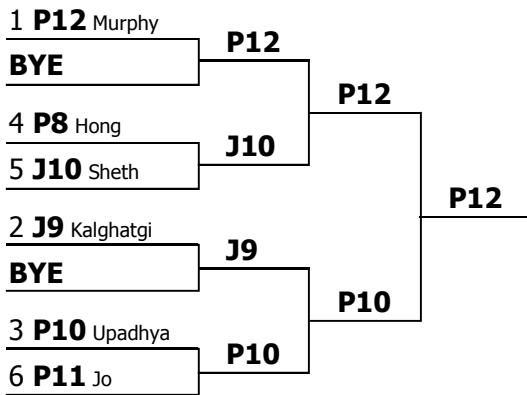 1 P12 Murphy
BYE
P12
4 P8 Hong
5 J10 Sheth
J10
P12
2 J9 Kalghatgi
BYE
J9
3 P10 Upadhya
6 P11 Jo
P10
P10
P12